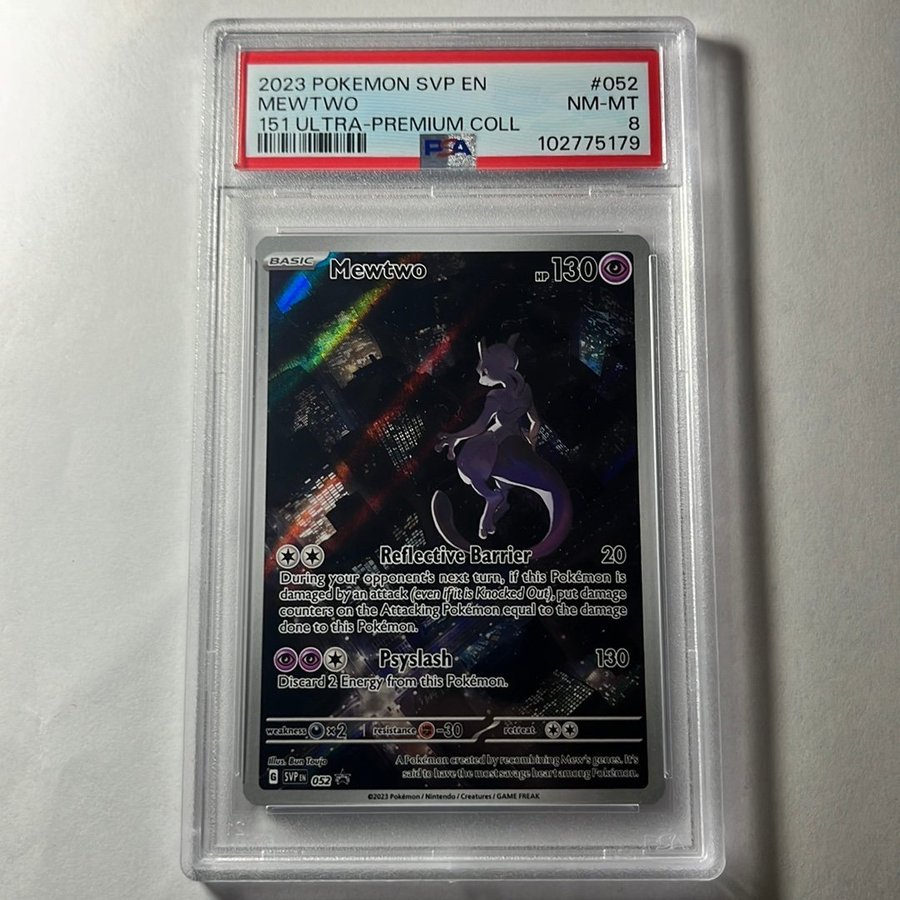 2023 POKEMON SVP EN #052
MEWTWO NM-MT
151 ULTRA-PREMIUM COLL 8
PSA 102775179
BASIC Mewtwo HP 130
Reflective Barrier 20
During your opponent's next turn, if this Pokémon is
damaged by an attack (even if it is Knocked Out), put damage
counters on the Attacking Pokémon equal to the damage
done to this Pokémon.
Psyslash 130
Discard 2 Energy from this Pokémon.
weakness ×2 resistance -30 retreat
Illus. Bun Toujo
A Pokémon created by recombining Mew's genes. It's
said to have the most savage heart among Pokémon.
G SVP EN 052
©2023 Pokémon / Nintendo / Creatures / GAME FREAK